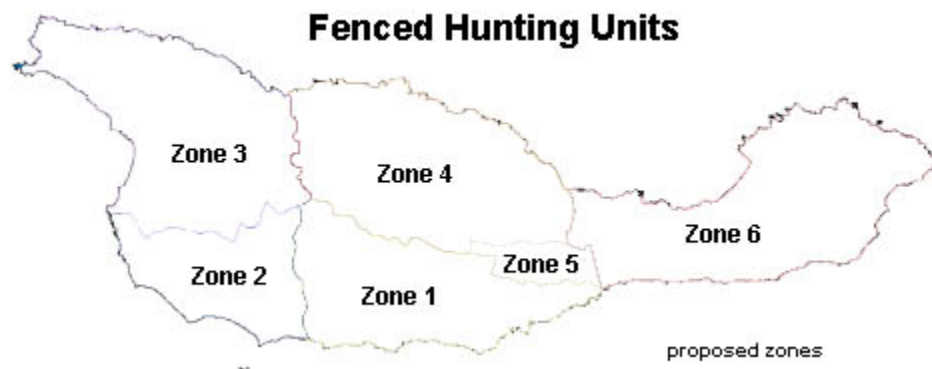 Fenced Hunting Units
Zone 3
Zone 4
Zone 6
Zone 2
Zone 5
Zone 1
proposed zones